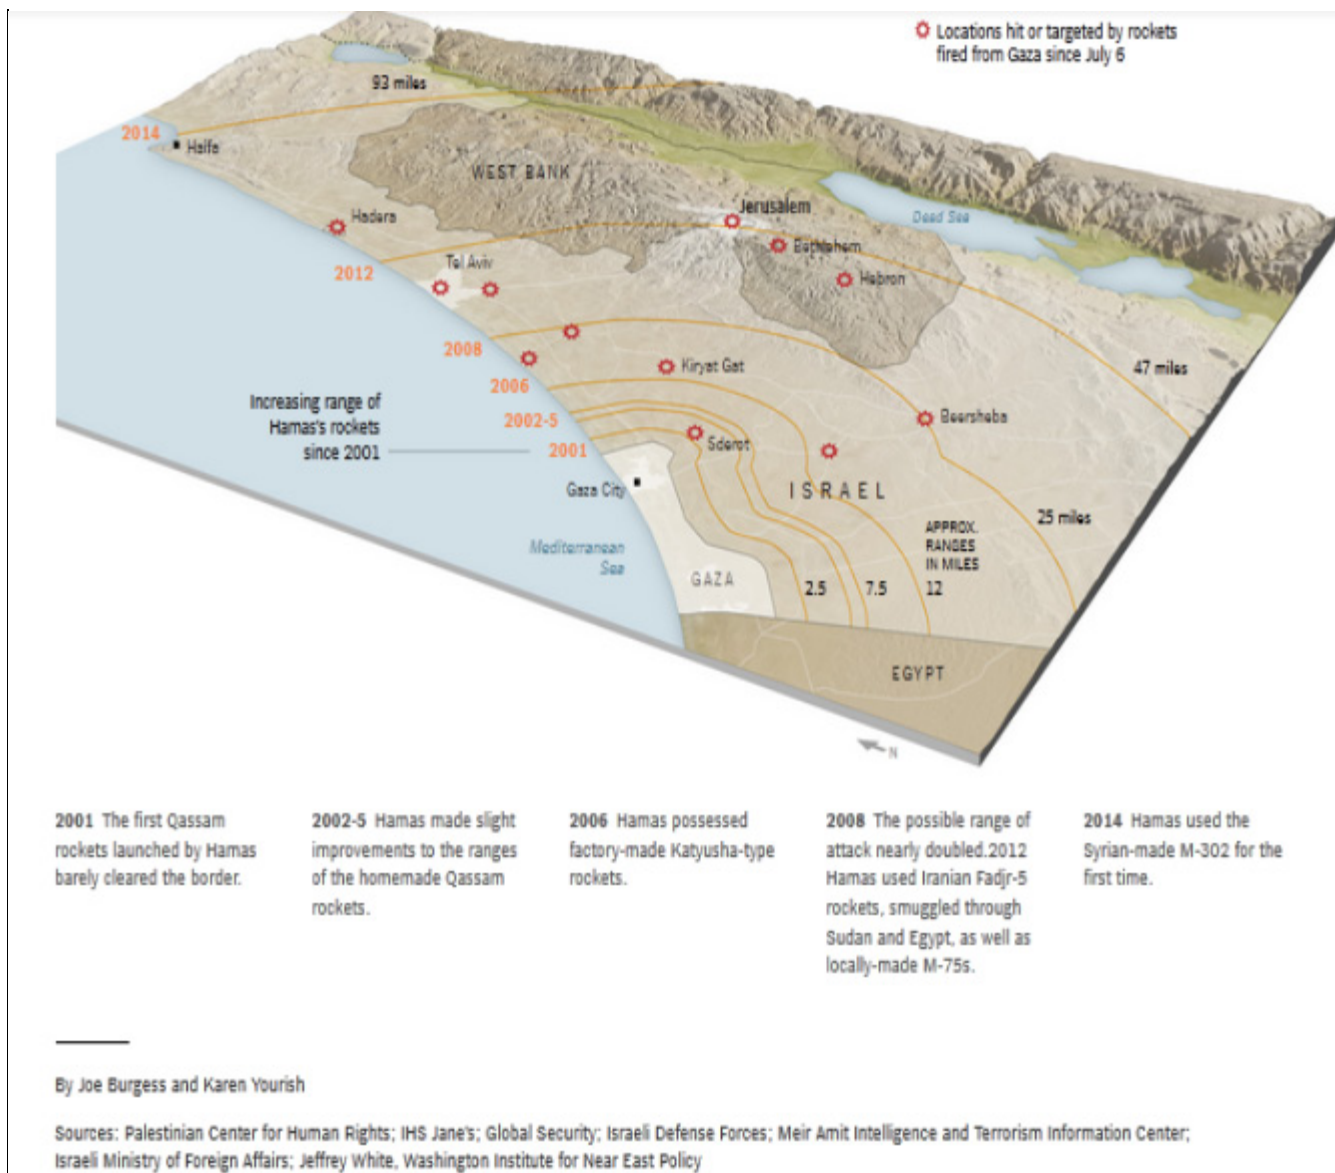 Locations hit or targeted by rockets
fired from Gaza since July 6
93 miles
2014
Haifa
WEST BANK
Jerusalem
Dead Sea
Hadera
Bethlehem
Tel Aviv
2012
Hebron
2008
47 miles
2006
Kiryat Gat
Increasing range of
Hamas's rockets
since 2001
2002-5
Beersheba
2001
Sderot
Gaza City
ISRAEL
25 miles
APPROX.
RANGES
IN MILES
Mediterranean
Sea
GAZA
2.5
7.5
12
EGYPT
N
2001 The first Qassam
rockets launched by Hamas
barely cleared the border.
2002-5 Hamas made slight
improvements to the ranges
of the homemade Qassam
rockets.
2006 Hamas possessed
factory-made Katyusha-type
rockets.
2008 The possible range of
attack nearly doubled.2012
Hamas used Iranian Fadjr-5
rockets, smuggled through
Sudan and Egypt, as well as
locally-made M-75s.
2014 Hamas used the
Syrian-made M-302 for the
first time.
By Joe Burgess and Karen Yourish
Sources: Palestinian Center for Human Rights; IHS Jane's; Global Security; Israeli Defense Forces; Meir Amit Intelligence and Terrorism Information Center;
Israeli Ministry of Foreign Affairs; Jeffrey White, Washington Institute for Near East Policy